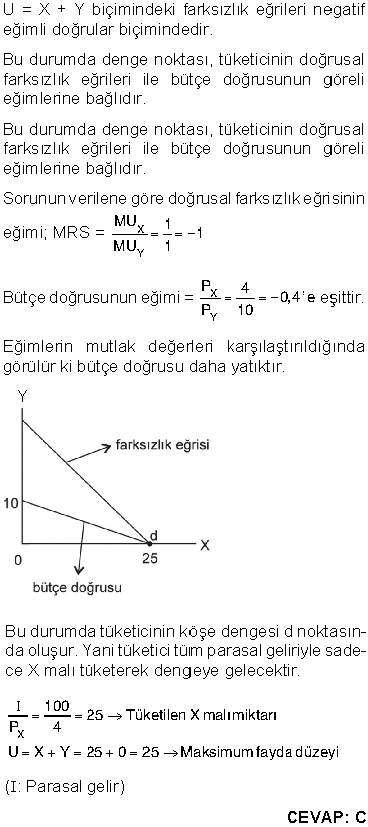 U = X + Y biçimindeki farksızlık eğrileri negatif
eğimli doğrular biçimindedir.
Bu durumda denge noktası, tüketicinin doğrusal
farksızlık eğrileri ile bütçe doğrusunun göreli
eğimlerine bağlıdır.
Bu durumda denge noktası, tüketicinin doğrusal
farksızlık eğrileri ile bütçe doğrusunun göreli
eğimlerine bağlıdır.
Sorunun verilene göre doğrusal farksızlık eğrisinin
eğimi; MRS = MU_X / MU_Y = 1/1 = −1
Bütçe doğrusunun eğimi = P_X / P_Y = 4/10 = −0,4'e eşittir.
Eğimlerin mutlak değerleri karşılaştırıldığında
görülür ki bütçe doğrusu daha yatıktır.
Y
farksızlık eğrisi
10
d
X
0
25
bütçe doğrusu
Bu durumda tüketicinin köşe dengesi d noktasın-
da oluşur. Yani tüketici tüm parasal geliriyle sade-
ce X malı tüketerek dengeye gelecektir.
I / P_X = 100/4 = 25 → Tüketilen X malı miktarı
U = X + Y = 25 + 0 = 25 → Maksimum fayda düzeyi
(I: Parasal gelir)
CEVAP: C